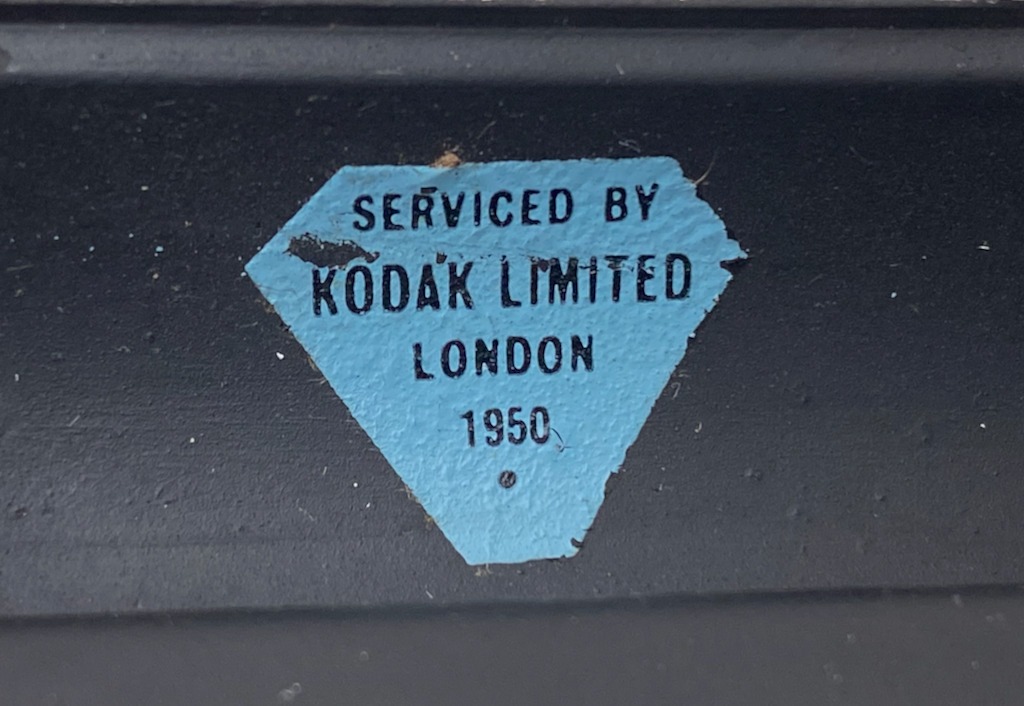 SERVICED BY
KODAK LIMITED
LONDON
1950